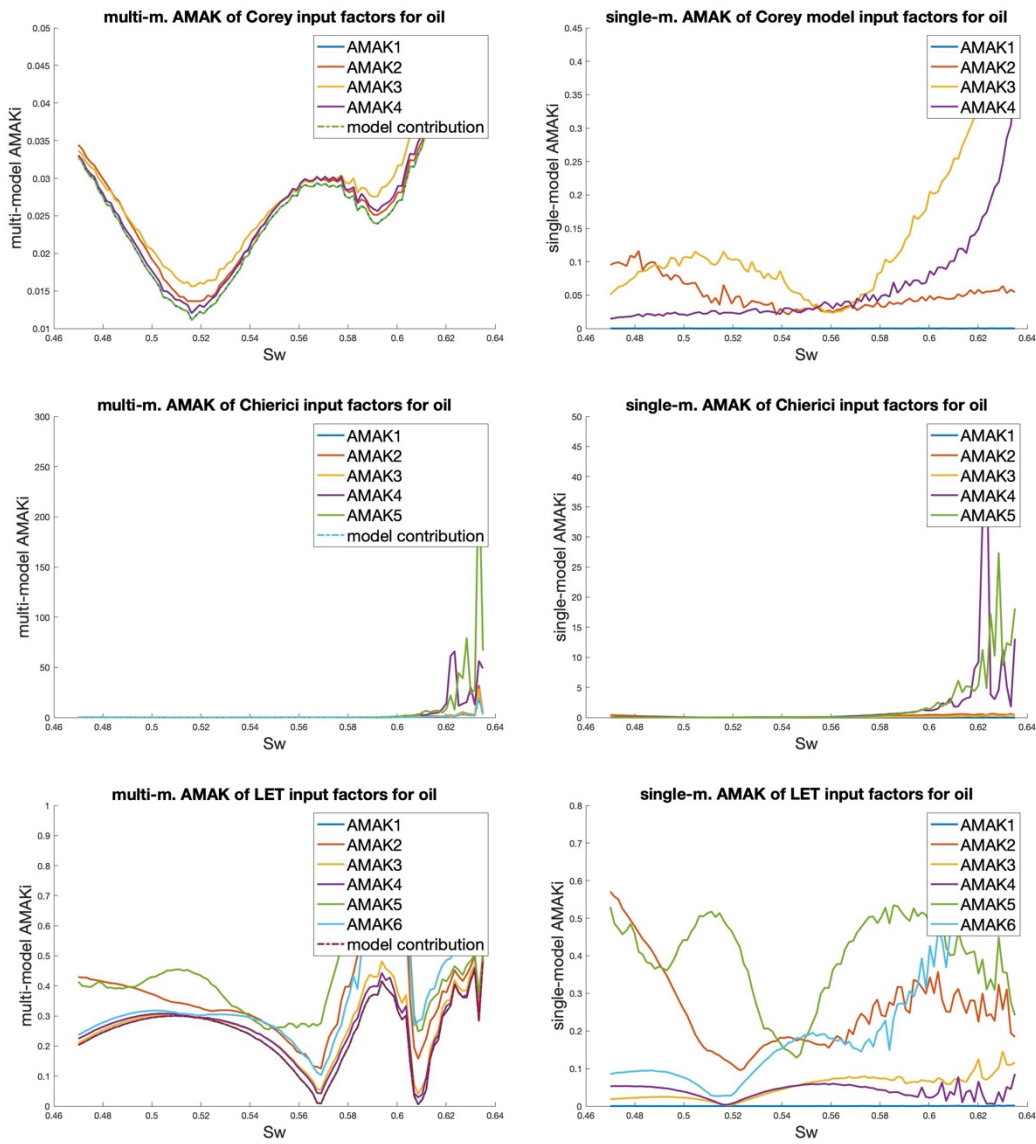 multi-m. AMAK of Corey input factors for oil
multi-model AMAKi
0.05
0.045
0.04
0.035
0.03
0.025
0.02
0.015
0.01
0.46
0.48
0.5
0.52
0.54
0.56
0.58
0.6
0.62
0.64
Sw
AMAK1
AMAK2
AMAK3
AMAK4
model contribution
single-m. AMAK of Corey model input factors for oil
single-model AMAKi
0.45
0.4
0.35
0.3
0.25
0.2
0.15
0.1
0.05
0
0.46
0.48
0.5
0.52
0.54
0.56
0.58
0.6
0.62
0.64
Sw
AMAK1
AMAK2
AMAK3
AMAK4
multi-m. AMAK of Chierici input factors for oil
multi-model AMAKi
300
250
200
150
100
50
0
0.46
0.48
0.5
0.52
0.54
0.56
0.58
0.6
0.62
0.64
Sw
AMAK1
AMAK2
AMAK3
AMAK4
AMAK5
model contribution
single-m. AMAK of Chierici input factors for oil
single-model AMAKi
50
45
40
35
30
25
20
15
10
5
0
0.46
0.48
0.5
0.52
0.54
0.56
0.58
0.6
0.62
0.64
Sw
AMAK1
AMAK2
AMAK3
AMAK4
AMAK5
multi-m. AMAK of LET input factors for oil
multi-model AMAKi
1
0.9
0.8
0.7
0.6
0.5
0.4
0.3
0.2
0.1
0
0.46
0.48
0.5
0.52
0.54
0.56
0.58
0.6
0.62
0.64
Sw
AMAK1
AMAK2
AMAK3
AMAK4
AMAK5
AMAK6
model contribution
single-m. AMAK of LET input factors for oil
single-model AMAKi
0.8
0.7
0.6
0.5
0.4
0.3
0.2
0.1
0
0.46
0.48
0.5
0.52
0.54
0.56
0.58
0.6
0.62
0.64
Sw
AMAK1
AMAK2
AMAK3
AMAK4
AMAK5
AMAK6